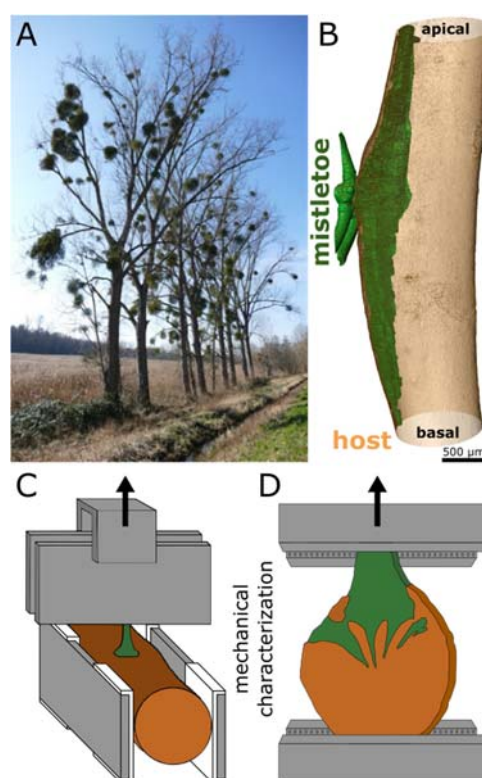 A
B
apical
mistletoe
host
basal
500 µm
C
D
mechanical
characterization